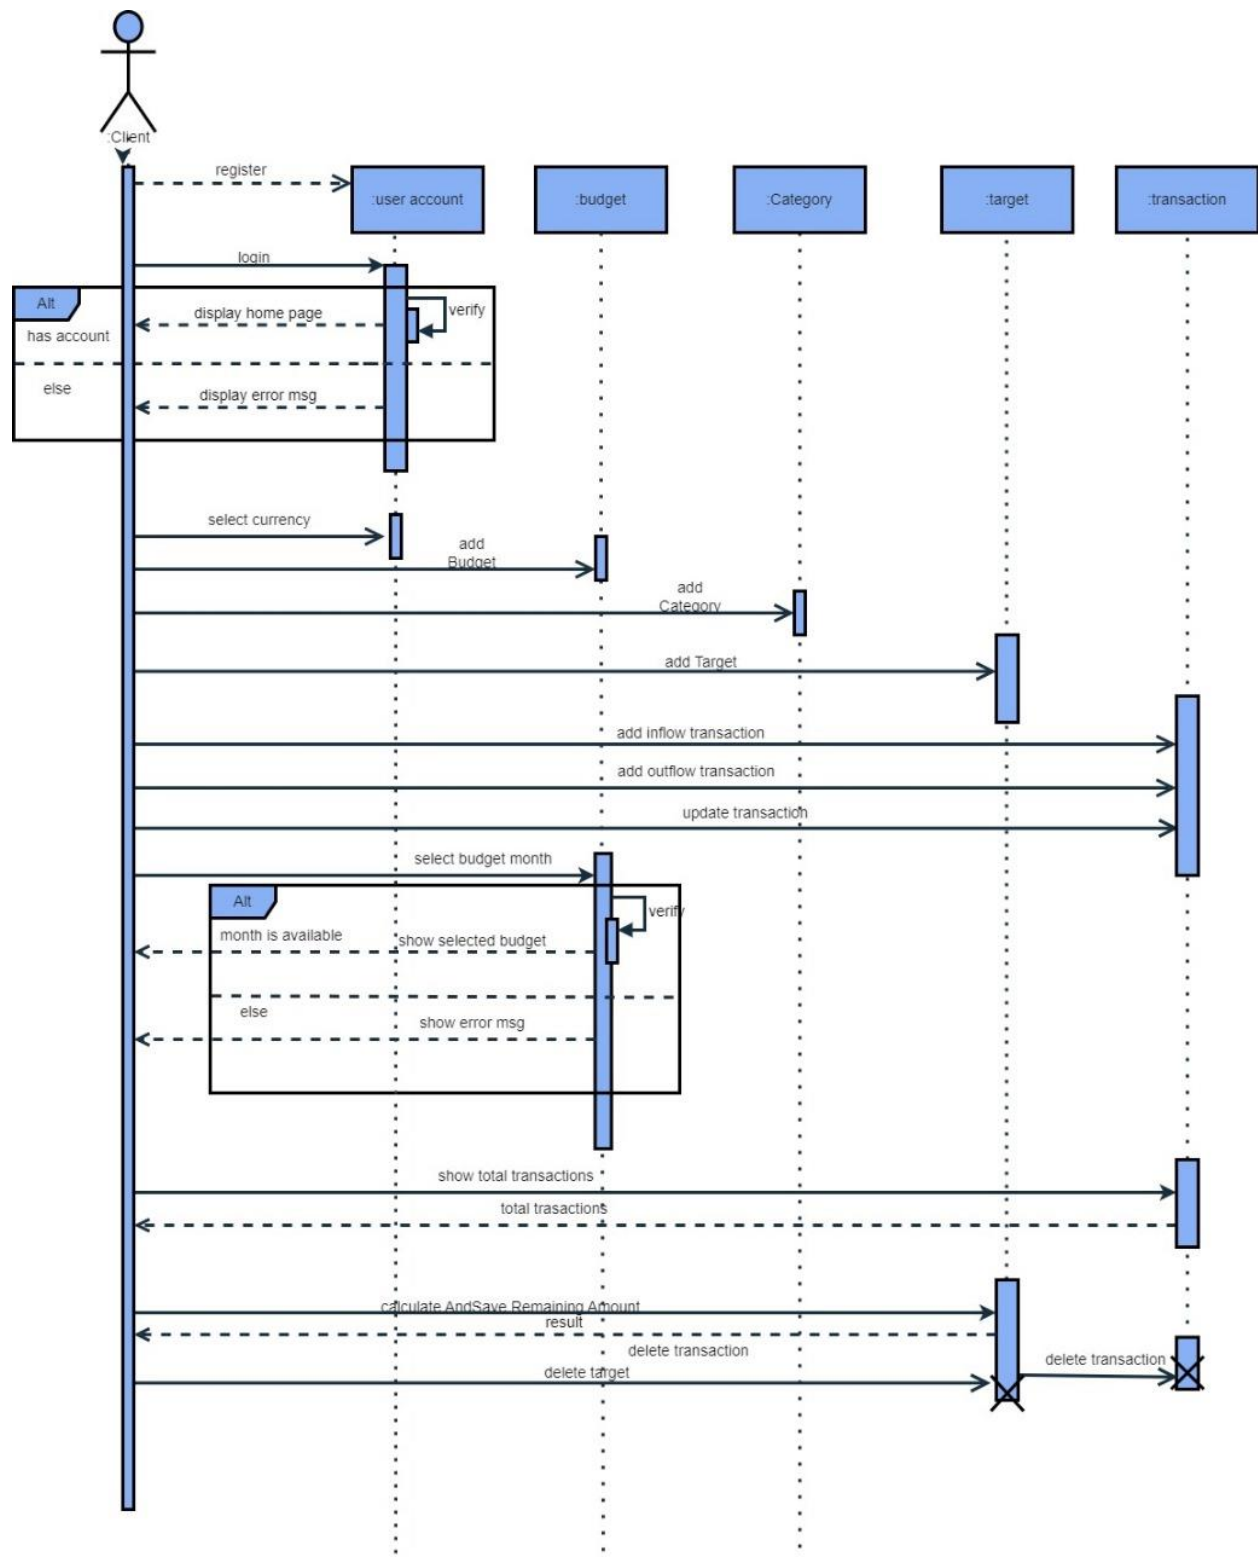 :Client
register
:user account
:budget
:Category
:target
:transaction
login
Alt
verify
display home page
has account
else
display error msg
select currency
add
Budget
add
Category
add Target
add inflow transaction
add outflow transaction
update transaction
select budget month
Alt
verify
month is available
show selected budget
else
show error msg
show total transactions
total trasactions
calculate AndSave Remaining Amount
result
delete transaction
delete transaction
delete target